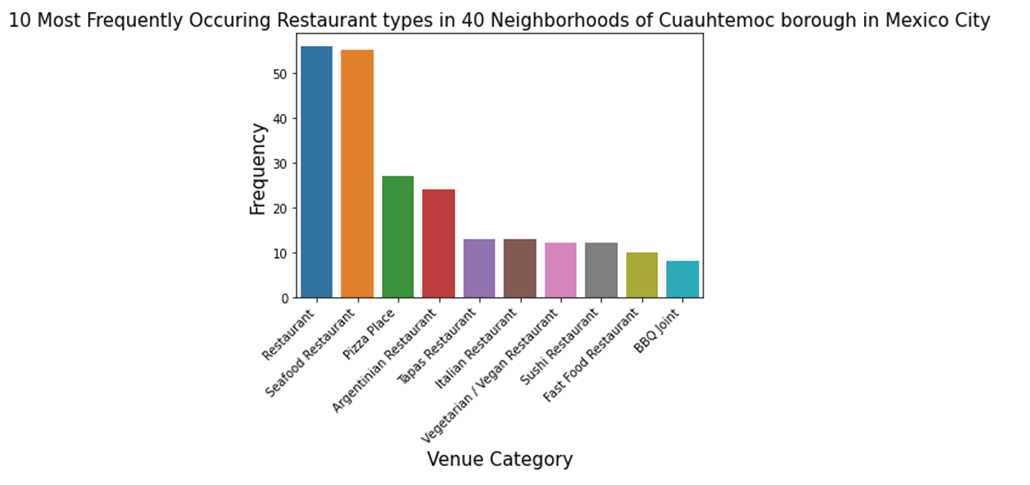 10 Most Frequently Occuring Restaurant types in 40 Neighborhoods of Cuauhtemoc borough in Mexico City
Frequency
50
40
30
20
10
0
Restaurant
Seafood Restaurant
Pizza Place
Argentinian Restaurant
Tapas Restaurant
Italian Restaurant
Vegetarian / Vegan Restaurant
Sushi Restaurant
Fast Food Restaurant
BBQ Joint
Venue Category